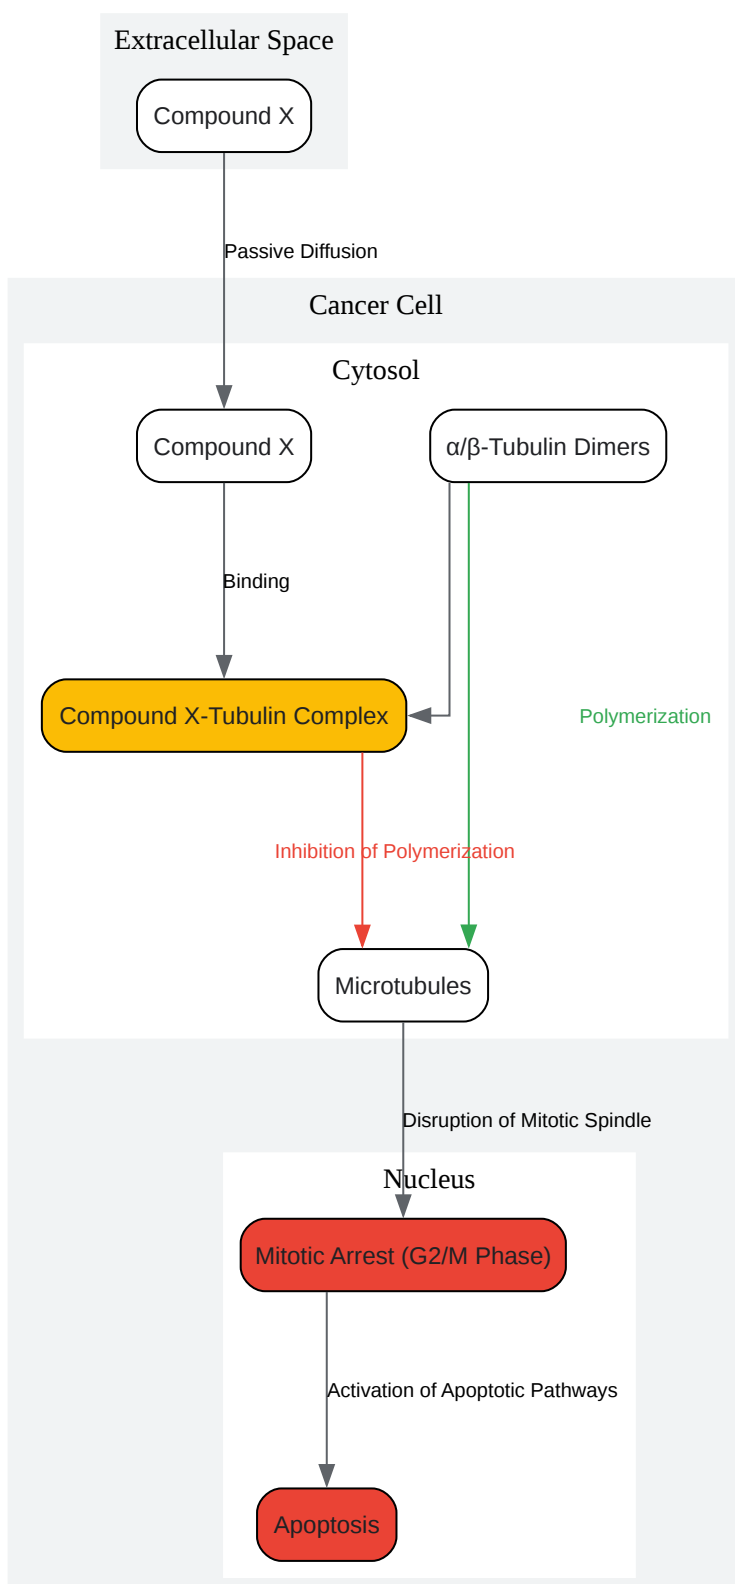 Extracellular Space
Compound X
Passive Diffusion
Cancer Cell
Cytosol
Compound X
α/β-Tubulin Dimers
Binding
Compound X-Tubulin Complex
Polymerization
Inhibition of Polymerization
Microtubules
Disruption of Mitotic Spindle
Nucleus
Mitotic Arrest (G2/M Phase)
Activation of Apoptotic Pathways
Apoptosis